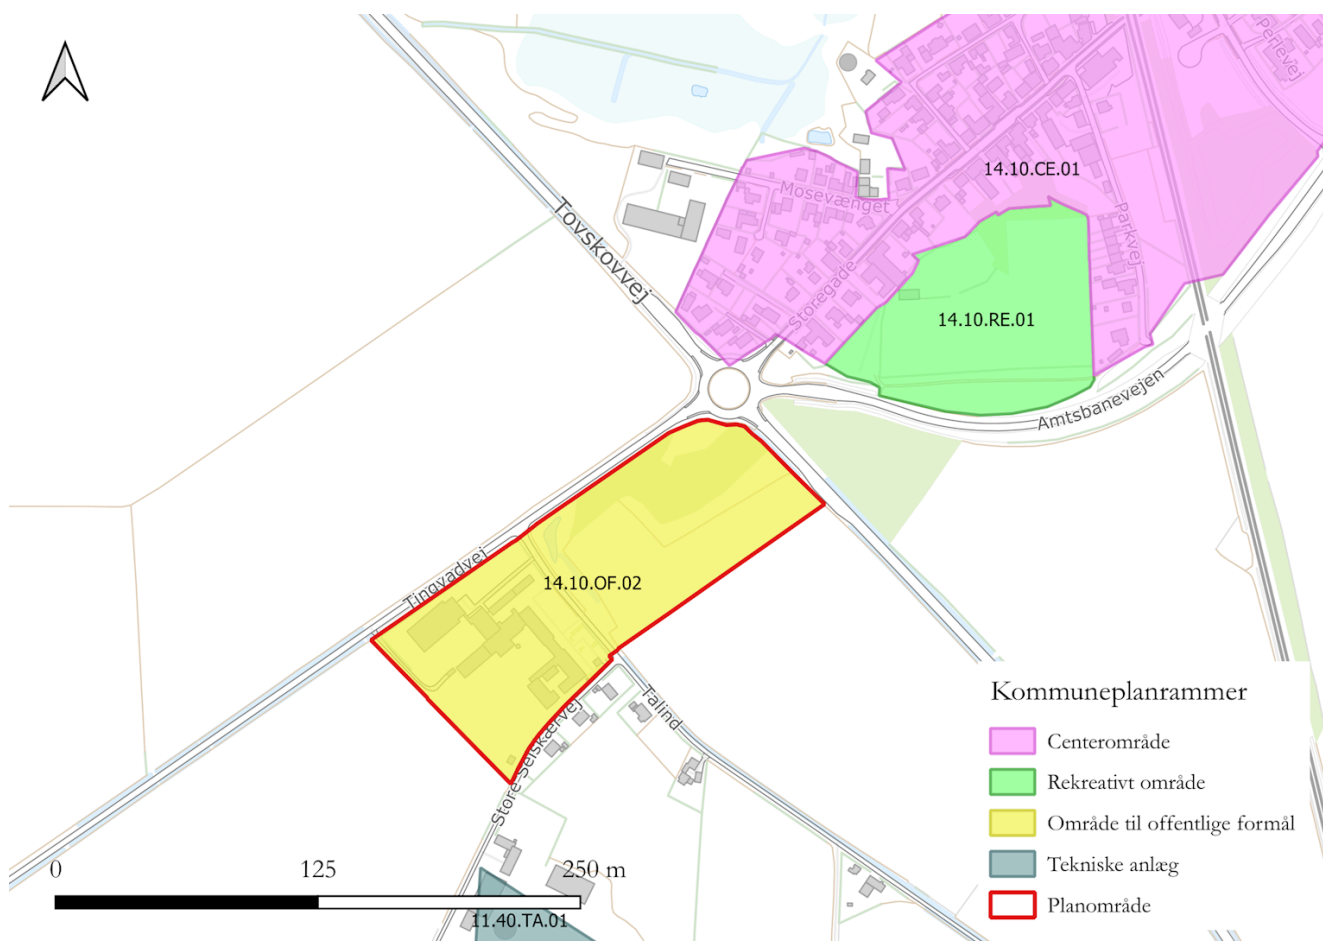 Perlevej
14.10.CE.01
Mosevænget
Tovskovvej
Parkvej
Storegade
14.10.RE.01
Amtsbanevejen
Tingvadvej
14.10.OF.02
Talind
Store Selskærvej
Kommuneplanrammer
Centerområde
Rekreativt område
Område til offentlige formål
Tekniske anlæg
Planområde
0 125 250 m
11.40.TA.01